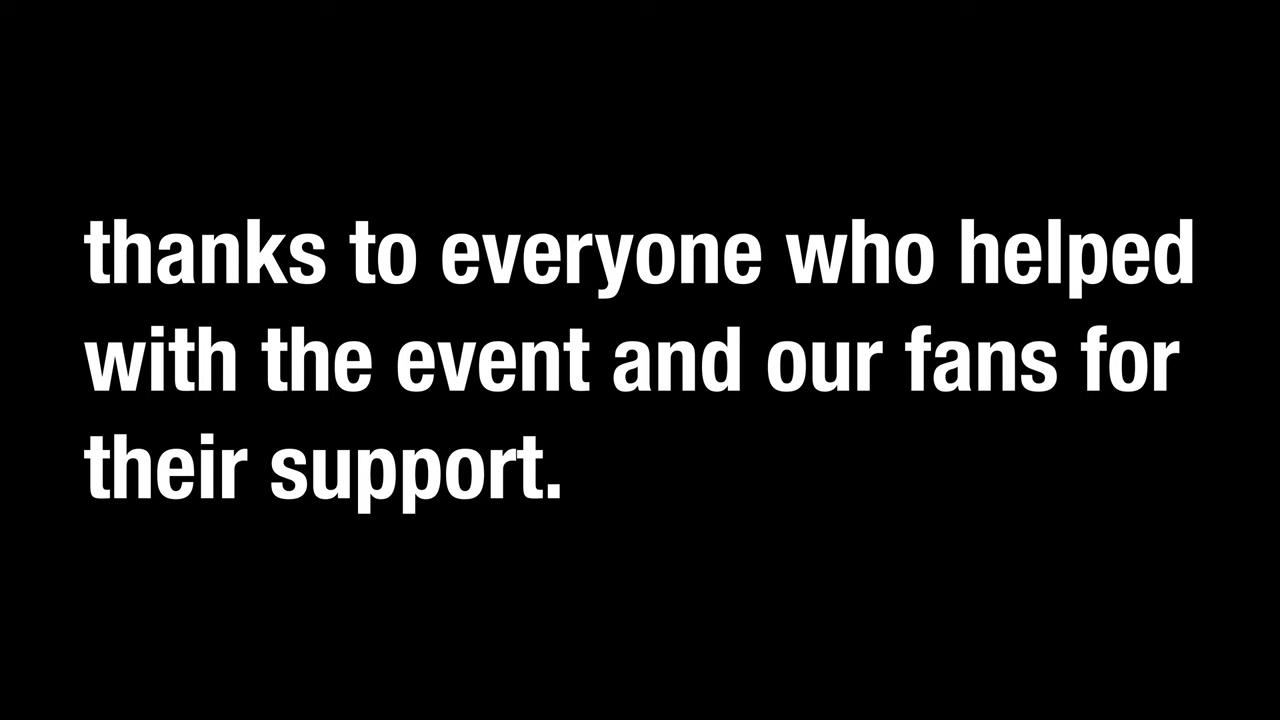 thanks to everyone who helped
with the event and our fans for
their support.